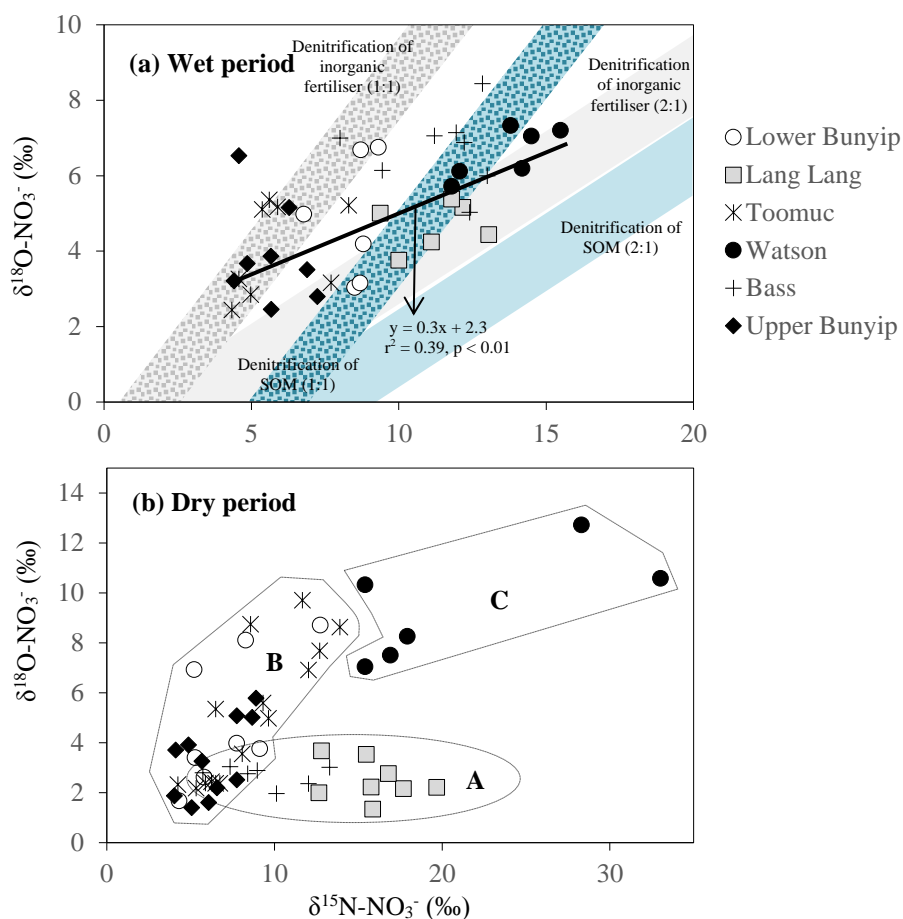 (a) Wet period
Denitrification of
inorganic
fertiliser (1:1)
Denitrification
of inorganic
fertiliser (2:1)
Denitrification of
SOM (2:1)
y = 0.3x + 2.3
r² = 0.39, p < 0.01
Denitrification of
SOM (1:1)
10
8
6
4
2
0
δ¹⁸O-NO₃⁻ (‰)
0 5 10 15 20
Lower Bunyip
Lang Lang
Toomuc
Watson
Bass
Upper Bunyip
(b) Dry period
14
12
10
8
6
4
2
0
δ¹⁸O-NO₃⁻ (‰)
C
B
A
0 10 20 30
δ¹⁵N-NO₃⁻ (‰)